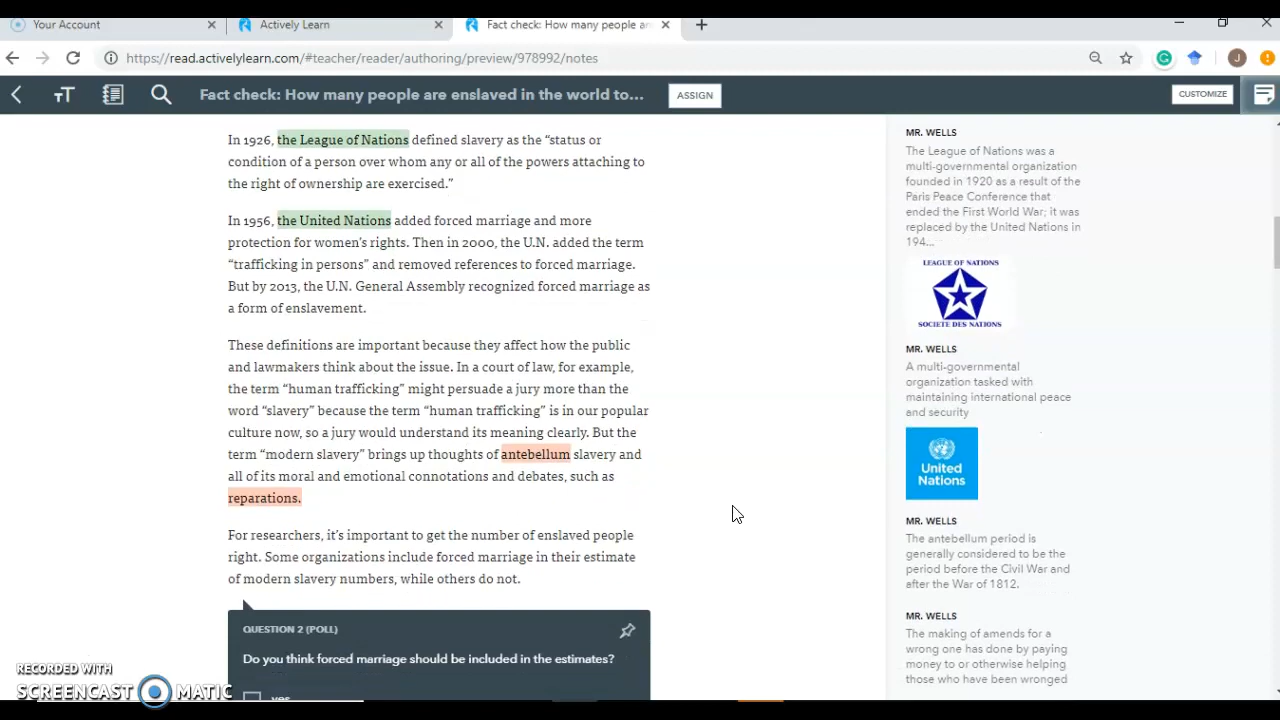 Your Account
Actively Learn
Fact check: How many people an
https://read.activelylearn.com/#teacher/reader/authoring/preview/978992/notes
J
Fact check: How many people are enslaved in the world to...
ASSIGN
CUSTOMIZE
In 1926, the League of Nations defined slavery as the “status or
condition of a person over whom any or all of the powers attaching to
the right of ownership are exercised.”
In 1956, the United Nations added forced marriage and more
protection for women's rights. Then in 2000, the U.N. added the term
“trafficking in persons” and removed references to forced marriage.
But by 2013, the U.N. General Assembly recognized forced marriage as
a form of enslavement.
These definitions are important because they affect how the public
and lawmakers think about the issue. In a court of law, for example,
the term “human trafficking” might persuade a jury more than the
word “slavery” because the term “human trafficking” is in our popular
culture now, so a jury would understand its meaning clearly. But the
term “modern slavery” brings up thoughts of antebellum slavery and
all of its moral and emotional connotations and debates, such as
reparations.
For researchers, it's important to get the number of enslaved people
right. Some organizations include forced marriage in their estimate
of modern slavery numbers, while others do not.
QUESTION 2 (POLL)
Do you think forced marriage should be included in the estimates?
yes
MR. WELLS
The League of Nations was a
multi-governmental organization
founded in 1920 as a result of the
Paris Peace Conference that
ended the First World War; it was
replaced by the United Nations in
194...
LEAGUE OF NATIONS
SOCIETE DES NATIONS
MR. WELLS
A multi-governmental
organization tasked with
maintaining international peace
and security
United
Nations
MR. WELLS
The antebellum period is
generally considered to be the
period before the Civil War and
after the War of 1812.
MR. WELLS
The making of amends for a
wrong one has done by paying
money to or otherwise helping
those who have been wronged
RECORDED WITH
SCREENCAST MATIC